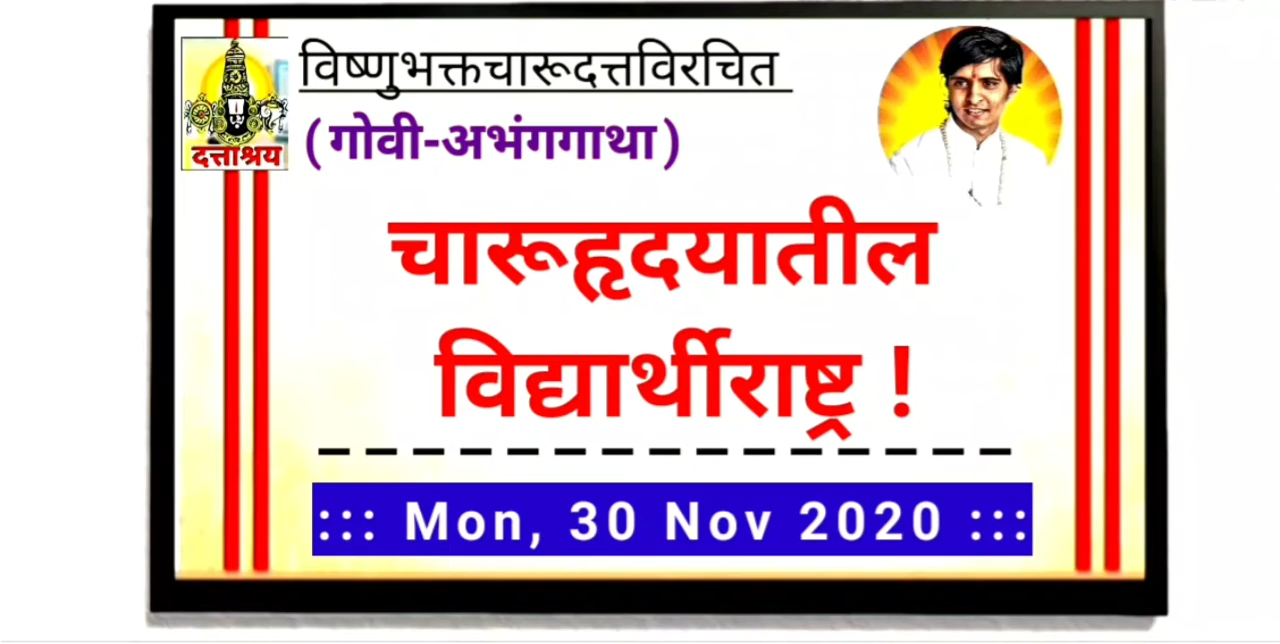 विष्णुभक्तचारूदत्तविरचित
(गोवी-अभंगगाथा)
दत्ताश्रय
चारूहृदयातील
विद्यार्थीराष्ट्र !
::: Mon, 30 Nov 2020 :::